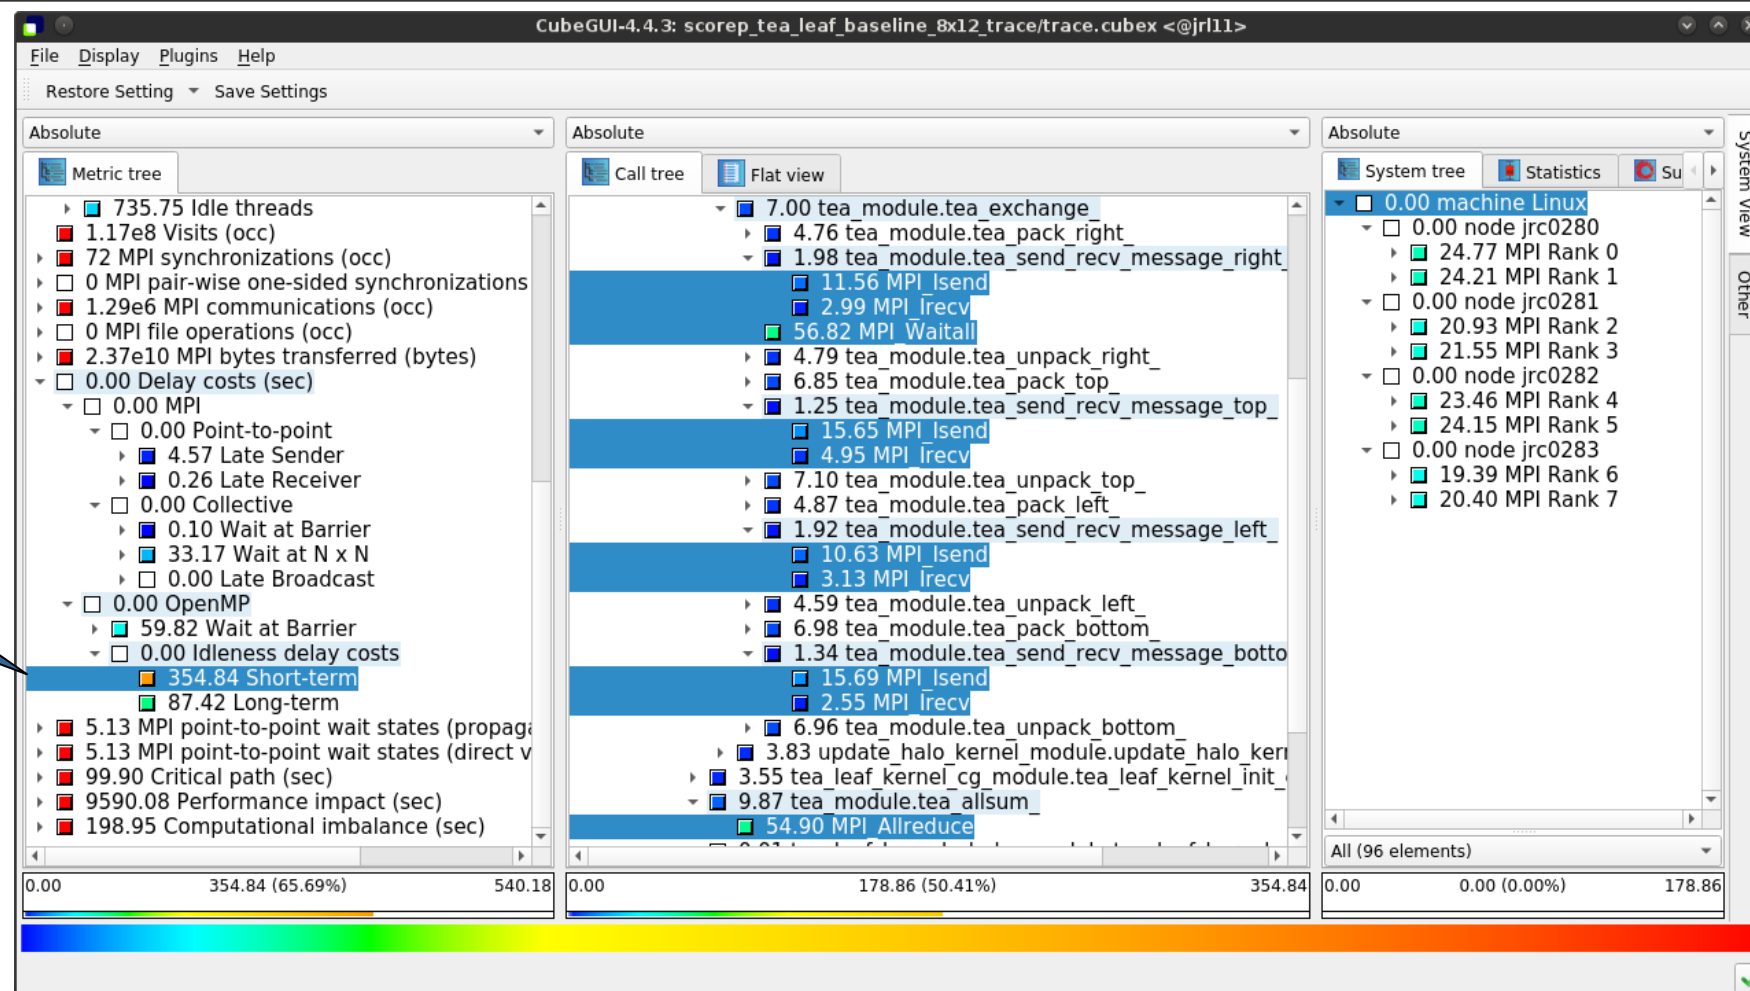 CubeGUI-4.4.3: scorep_tea_leaf_baseline_8x12_trace/trace.cubex <@jrl11>
File Display Plugins Help
Restore Setting Save Settings
Absolute
Metric tree
735.75 Idle threads
1.17e8 Visits (occ)
72 MPI synchronizations (occ)
0 MPI pair-wise one-sided synchronizations
1.29e6 MPI communications (occ)
0 MPI file operations (occ)
2.37e10 MPI bytes transferred (bytes)
0.00 Delay costs (sec)
0.00 MPI
0.00 Point-to-point
4.57 Late Sender
0.26 Late Receiver
0.00 Collective
0.10 Wait at Barrier
33.17 Wait at N x N
0.00 Late Broadcast
0.00 OpenMP
59.82 Wait at Barrier
0.00 Idleness delay costs
354.84 Short-term
87.42 Long-term
5.13 MPI point-to-point wait states (propaga
5.13 MPI point-to-point wait states (direct v
99.90 Critical path (sec)
9590.08 Performance impact (sec)
198.95 Computational imbalance (sec)
0.00 354.84 (65.69%) 540.18
Absolute
Call tree Flat view
7.00 tea_module.tea_exchange_
4.76 tea_module.tea_pack_right_
1.98 tea_module.tea_send_recv_message_right_
11.56 MPI_Isend
2.99 MPI_Irecv
56.82 MPI_Waitall
4.79 tea_module.tea_unpack_right_
6.85 tea_module.tea_pack_top_
1.25 tea_module.tea_send_recv_message_top_
15.65 MPI_Isend
4.95 MPI_Irecv
7.10 tea_module.tea_unpack_top_
4.87 tea_module.tea_pack_left_
1.92 tea_module.tea_send_recv_message_left_
10.63 MPI_Isend
3.13 MPI_Irecv
4.59 tea_module.tea_unpack_left_
6.98 tea_module.tea_pack_bottom_
1.34 tea_module.tea_send_recv_message_botto
15.69 MPI_Isend
2.55 MPI_Irecv
6.96 tea_module.tea_unpack_bottom_
3.83 update_halo_kernel_module.update_halo_kerr
3.55 tea_leaf_kernel_cg_module.tea_leaf_kernel_init_
9.87 tea_module.tea_allsum_
54.90 MPI_Allreduce
0.00 178.86 (50.41%) 354.84
Absolute
System tree Statistics Su
0.00 machine Linux
0.00 node jrc0280
24.77 MPI Rank 0
24.21 MPI Rank 1
0.00 node jrc0281
20.93 MPI Rank 2
21.55 MPI Rank 3
0.00 node jrc0282
23.46 MPI Rank 4
24.15 MPI Rank 5
0.00 node jrc0283
19.39 MPI Rank 6
20.40 MPI Rank 7
All (96 elements)
0.00 0.00 (0.00%) 178.86
System View
Other